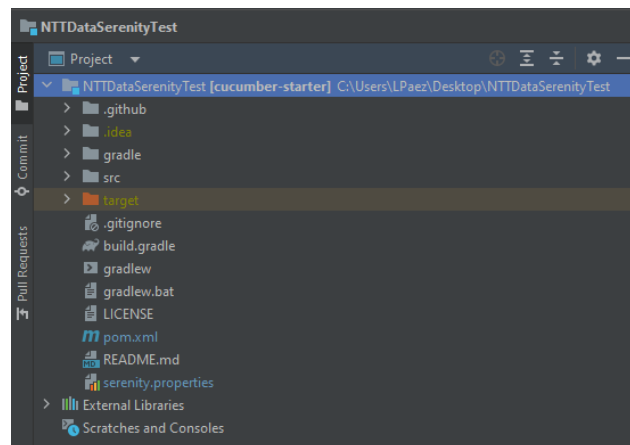 NTTDataSerenityTest
Project
NTTDataSerenityTest [cucumber-starter] C:\Users\LPaez\Desktop\NTTDataSerenityTest
.github
.idea
gradle
src
target
.gitignore
build.gradle
gradlew
gradlew.bat
LICENSE
pom.xml
README.md
serenity.properties
External Libraries
Scratches and Consoles
Project
Commit
Pull Requests